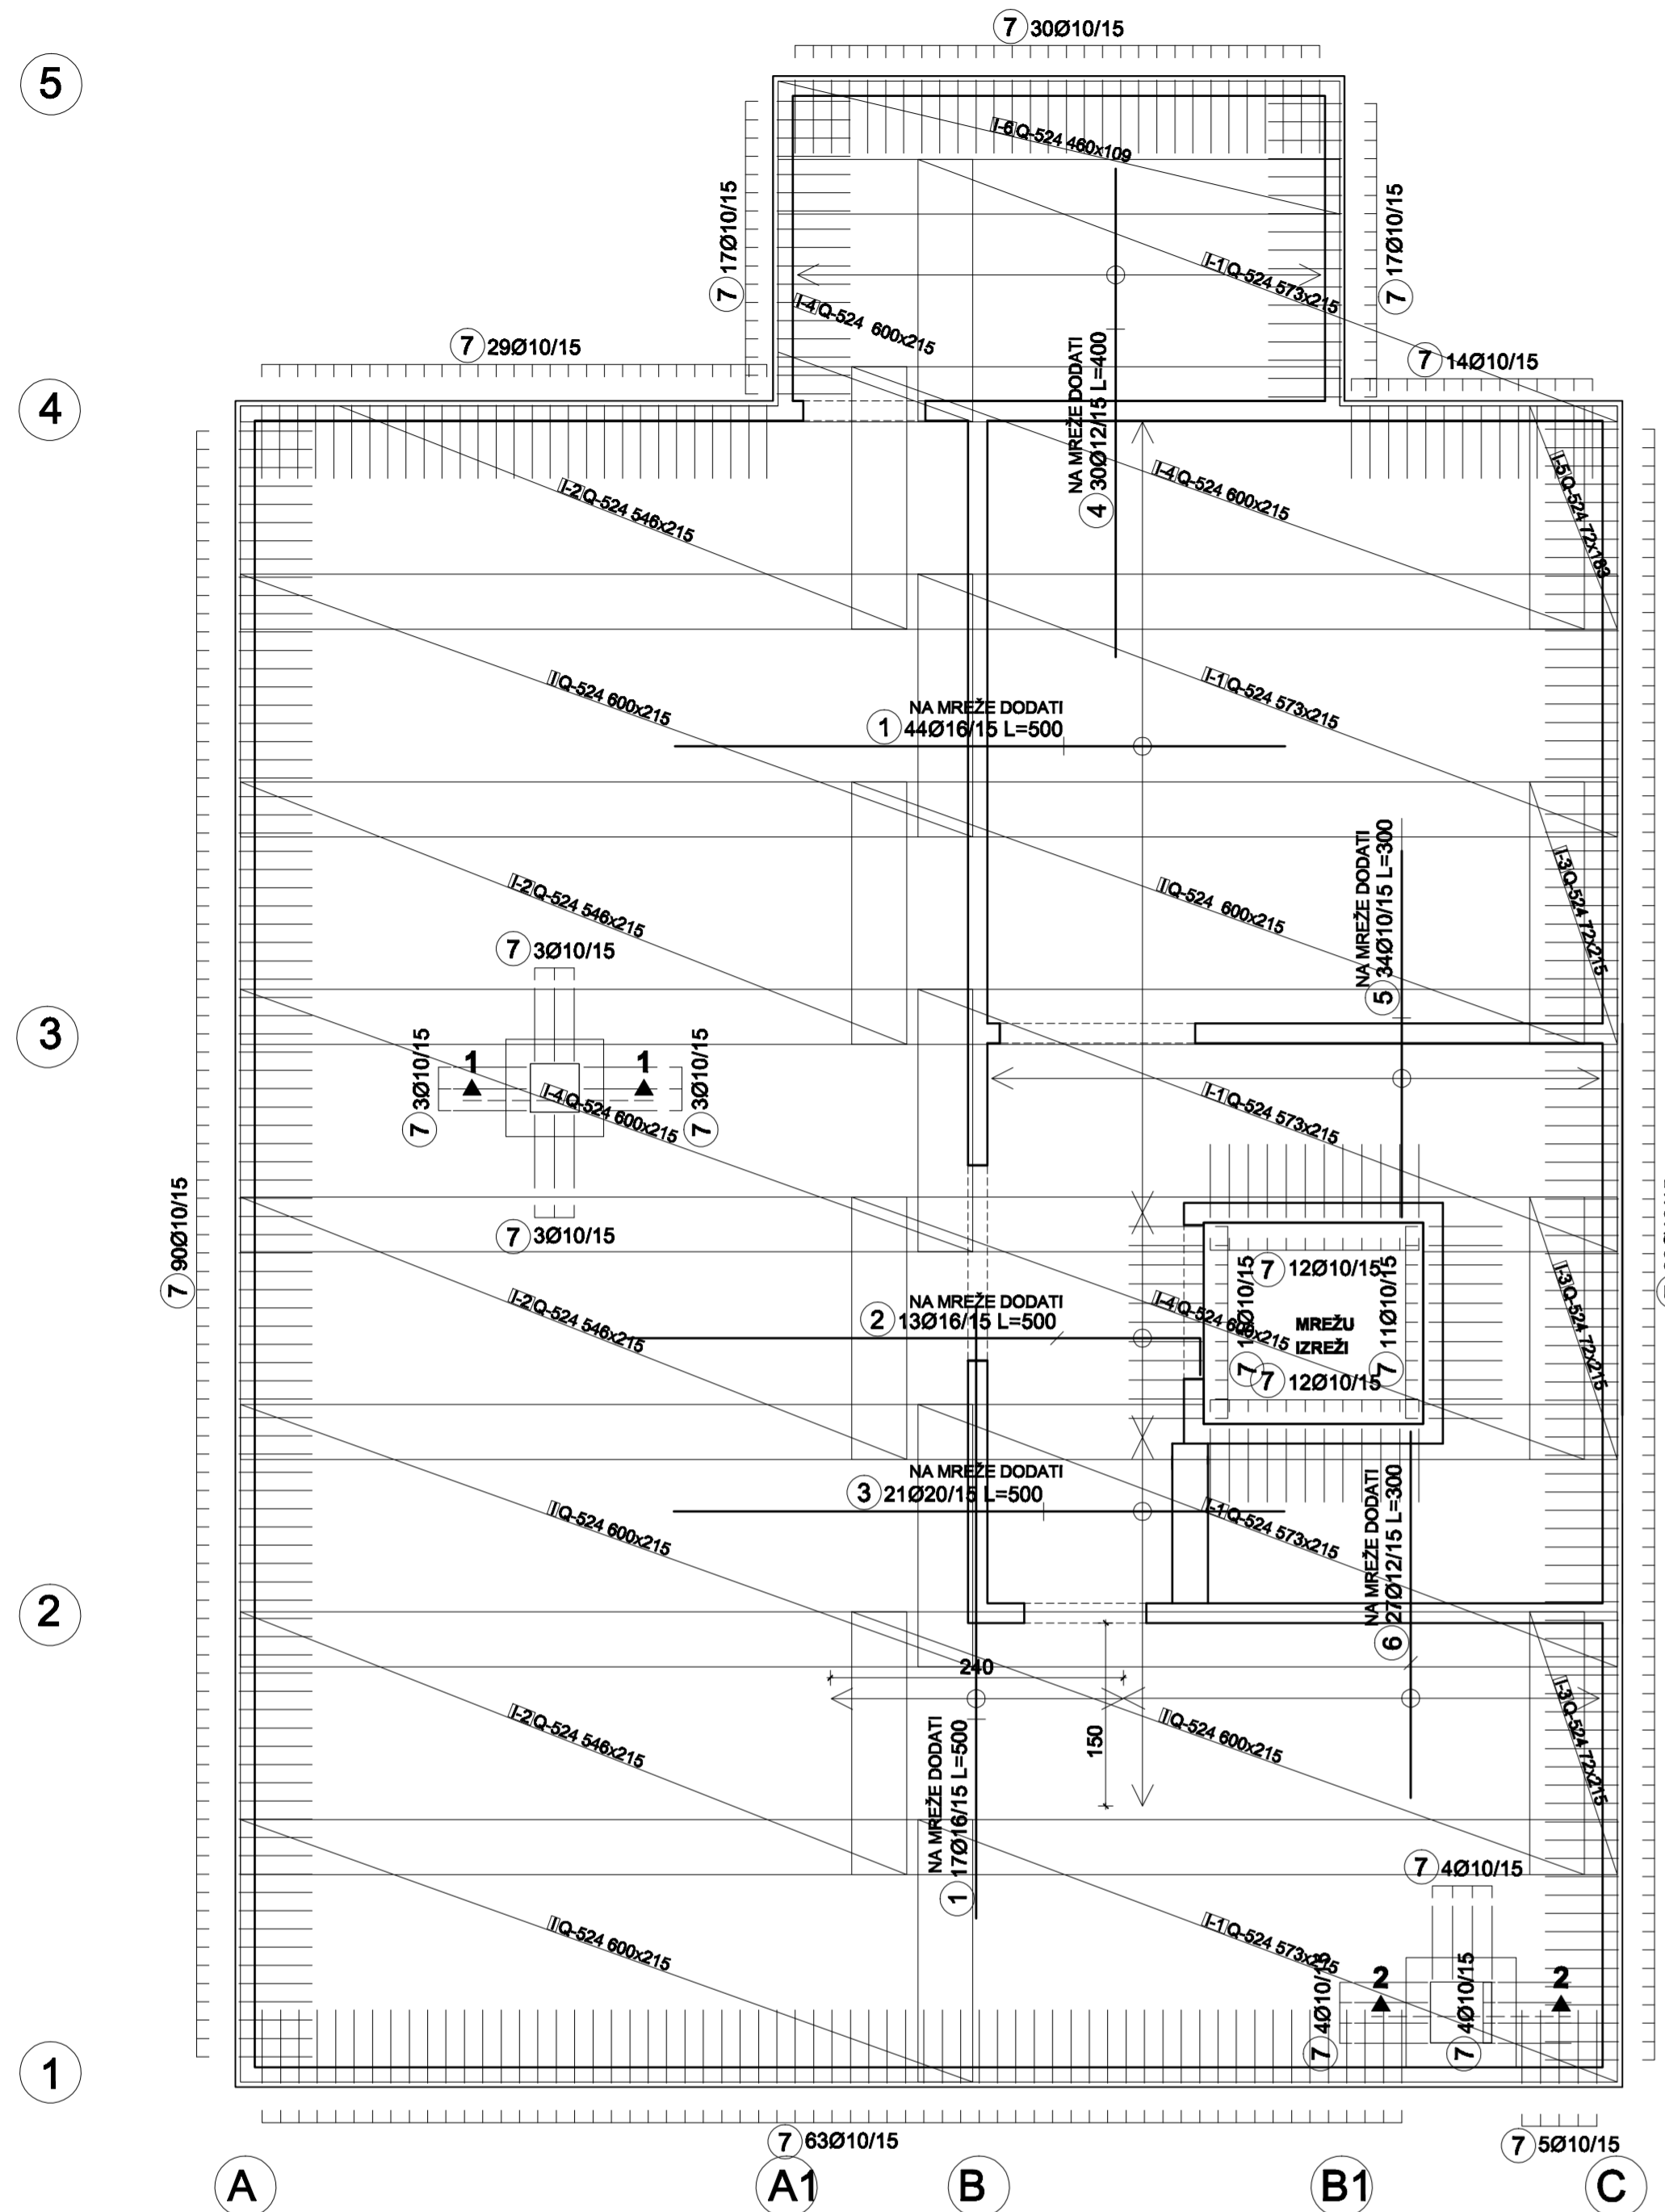 7 30Ø10/15
5
I-6 Q-524 460x109
7 17Ø10/15
7 17Ø10/15
I-1 Q-524 573x215
I-4 Q-524 600x215
7 29Ø10/15
7 14Ø10/15
4
NA MREŽE DODATI
4 30Ø12/15 L=400
I-2 Q-524 546x215
I-4 Q-524 600x215
I-5 Q-524 72x183
I Q-524 600x215
I-1 Q-524 573x215
NA MREŽE DODATI
1 44Ø16/15 L=500
NA MREŽE DODATI
5 34Ø10/15 L=300
I-2 Q-524 546x215
I Q-524 600x215
I-3 Q-524 72x215
7 3Ø10/15
3
7 3Ø10/15
1
1
7 3Ø10/15
I-4 Q-524 600x215
I-1 Q-524 573x215
7 3Ø10/15
7 90Ø10/15
7 12Ø10/15
7 11Ø10/15
MREŽU
IZREŽI
7 12Ø10/15
I-2 Q-524 546x215
NA MREŽE DODATI
2 13Ø16/15 L=500
I-4 Q-524 600x215
I-3 Q-524 72x215
NA MREŽE DODATI
3 21Ø20/15 L=500
I Q-524 600x215
I-1 Q-524 573x215
NA MREŽE DODATI
6 27Ø12/15 L=300
2
240
150
I-2 Q-524 546x215
I Q-524 600x215
I-3 Q-524 72x215
NA MREŽE DODATI
1 17Ø16/15 L=500
7 4Ø10/15
I Q-524 600x215
I-1 Q-524 573x215
7 4Ø10/15
2
7 4Ø10/15
2
1
7 63Ø10/15
7 5Ø10/15
A
A1
B
B1
C